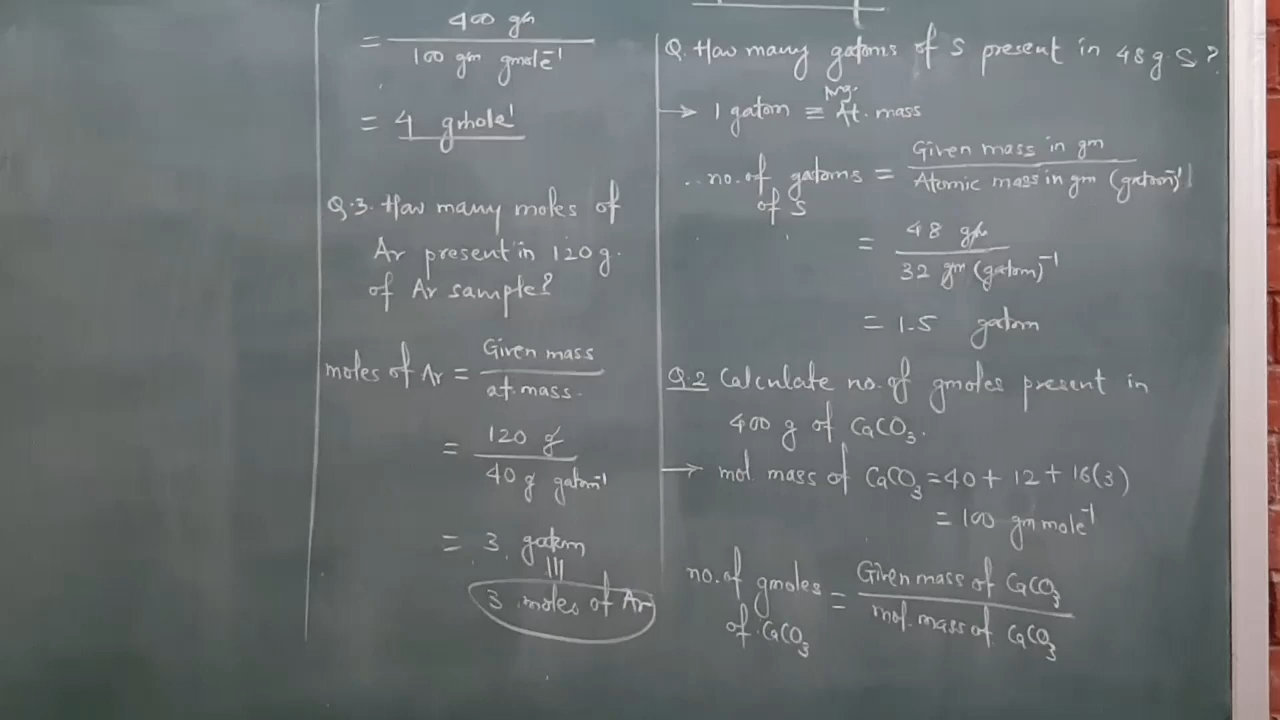 = 400 gm / 100 gm gmole⁻¹
= 4 gmole
Q.3. How many moles of
Ar present in 120 g.
of Ar sample?
moles of Ar = Given mass / at. mass.
= 120 g / 40 g gatom⁻¹
= 3. gatom
|||
3 moles of Ar
Q. How many gatoms of S present in 48 g. S?
→ 1 gatom ≡ Avg. At. mass
.. no. of gatoms of S = Given mass in gm / Atomic mass in gm (gatom)⁻¹
= 48 gm / 32 gm (gatom)⁻¹
= 1.5 gatom
Q.2 Calculate no. of gmoles present in
400 g of CaCO₃.
→ mol. mass of CaCO₃ = 40 + 12 + 16(3)
= 100 gm mole⁻¹
no. of gmoles of CaCO₃ = Given mass of CaCO₃ / mol. mass of CaCO₃